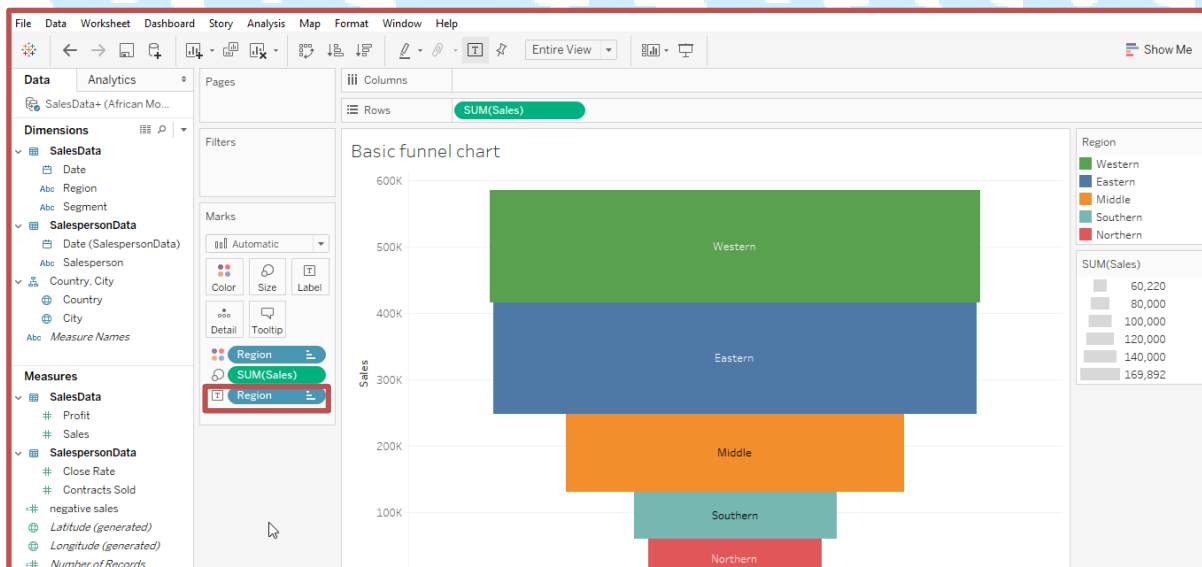 File Data Worksheet Dashboard Story Analysis Map Format Window Help
Entire View
Show Me
Data Analytics
SalesData+ (African Mo...
Dimensions
SalesData
Date
Abc Region
Abc Segment
SalespersonData
Date (SalespersonData)
Abc Salesperson
Country, City
Country
City
Abc Measure Names
Measures
SalesData
# Profit
# Sales
SalespersonData
# Close Rate
# Contracts Sold
=# negative sales
Latitude (generated)
Longitude (generated)
=# Number of Records
Pages
Filters
Marks
Automatic
Color Size T Label
Detail Tooltip
Region
SUM(Sales)
T Region
Columns
Rows SUM(Sales)
Basic funnel chart
600K
500K
400K
300K
200K
100K
Sales
Western
Eastern
Middle
Southern
Northern
Region
Western
Eastern
Middle
Southern
Northern
SUM(Sales)
60,220
80,000
100,000
120,000
140,000
169,892